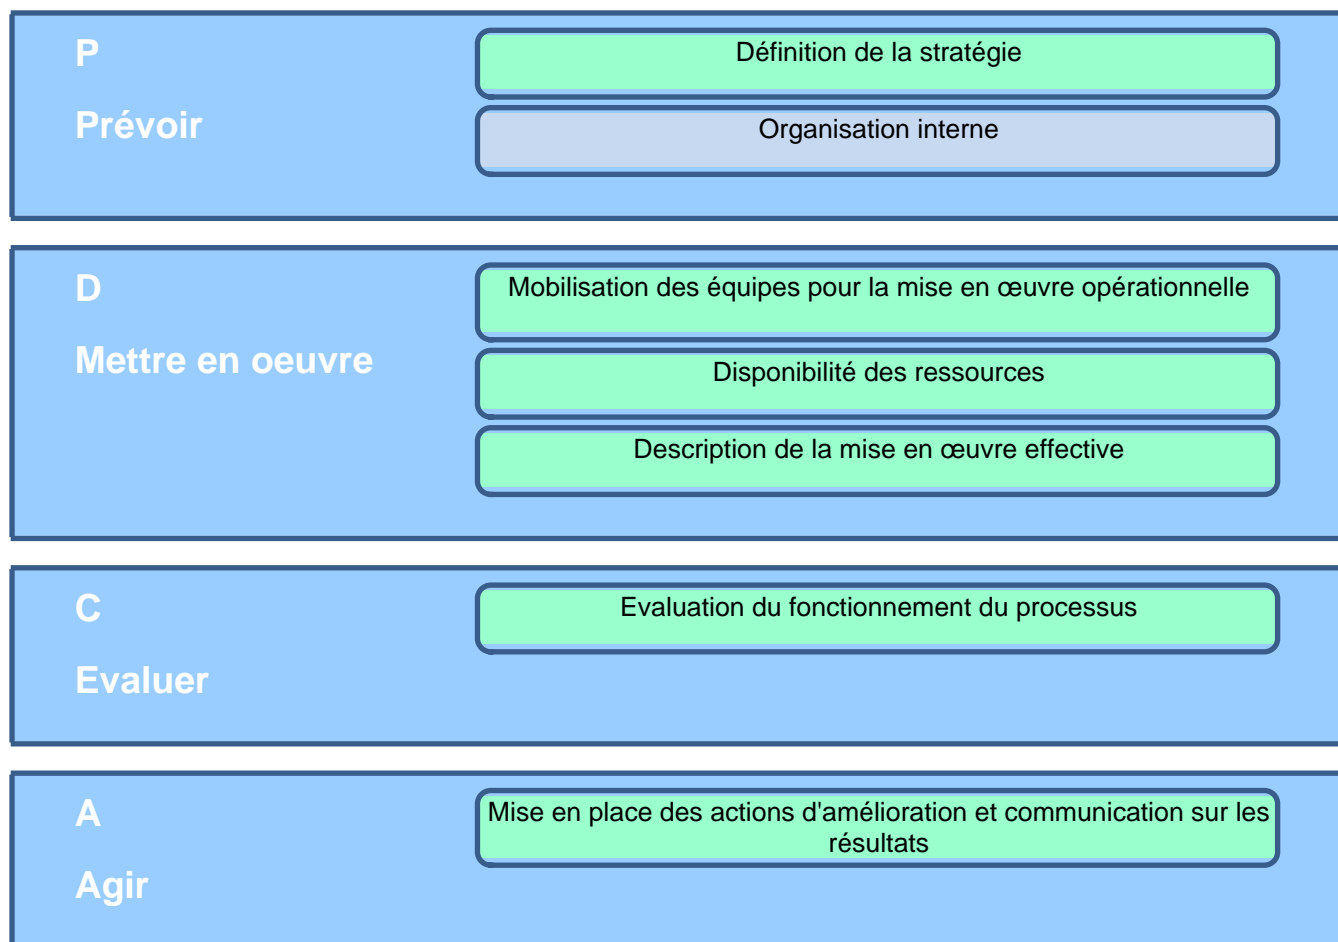 P
Définition de la stratégie
Prévoir
Organisation interne
D
Mobilisation des équipes pour la mise en œuvre opérationnelle
Mettre en oeuvre
Disponibilité des ressources
Description de la mise en œuvre effective
C
Evaluation du fonctionnement du processus
Evaluer
A
Mise en place des actions d'amélioration et communication sur les
résultats
Agir